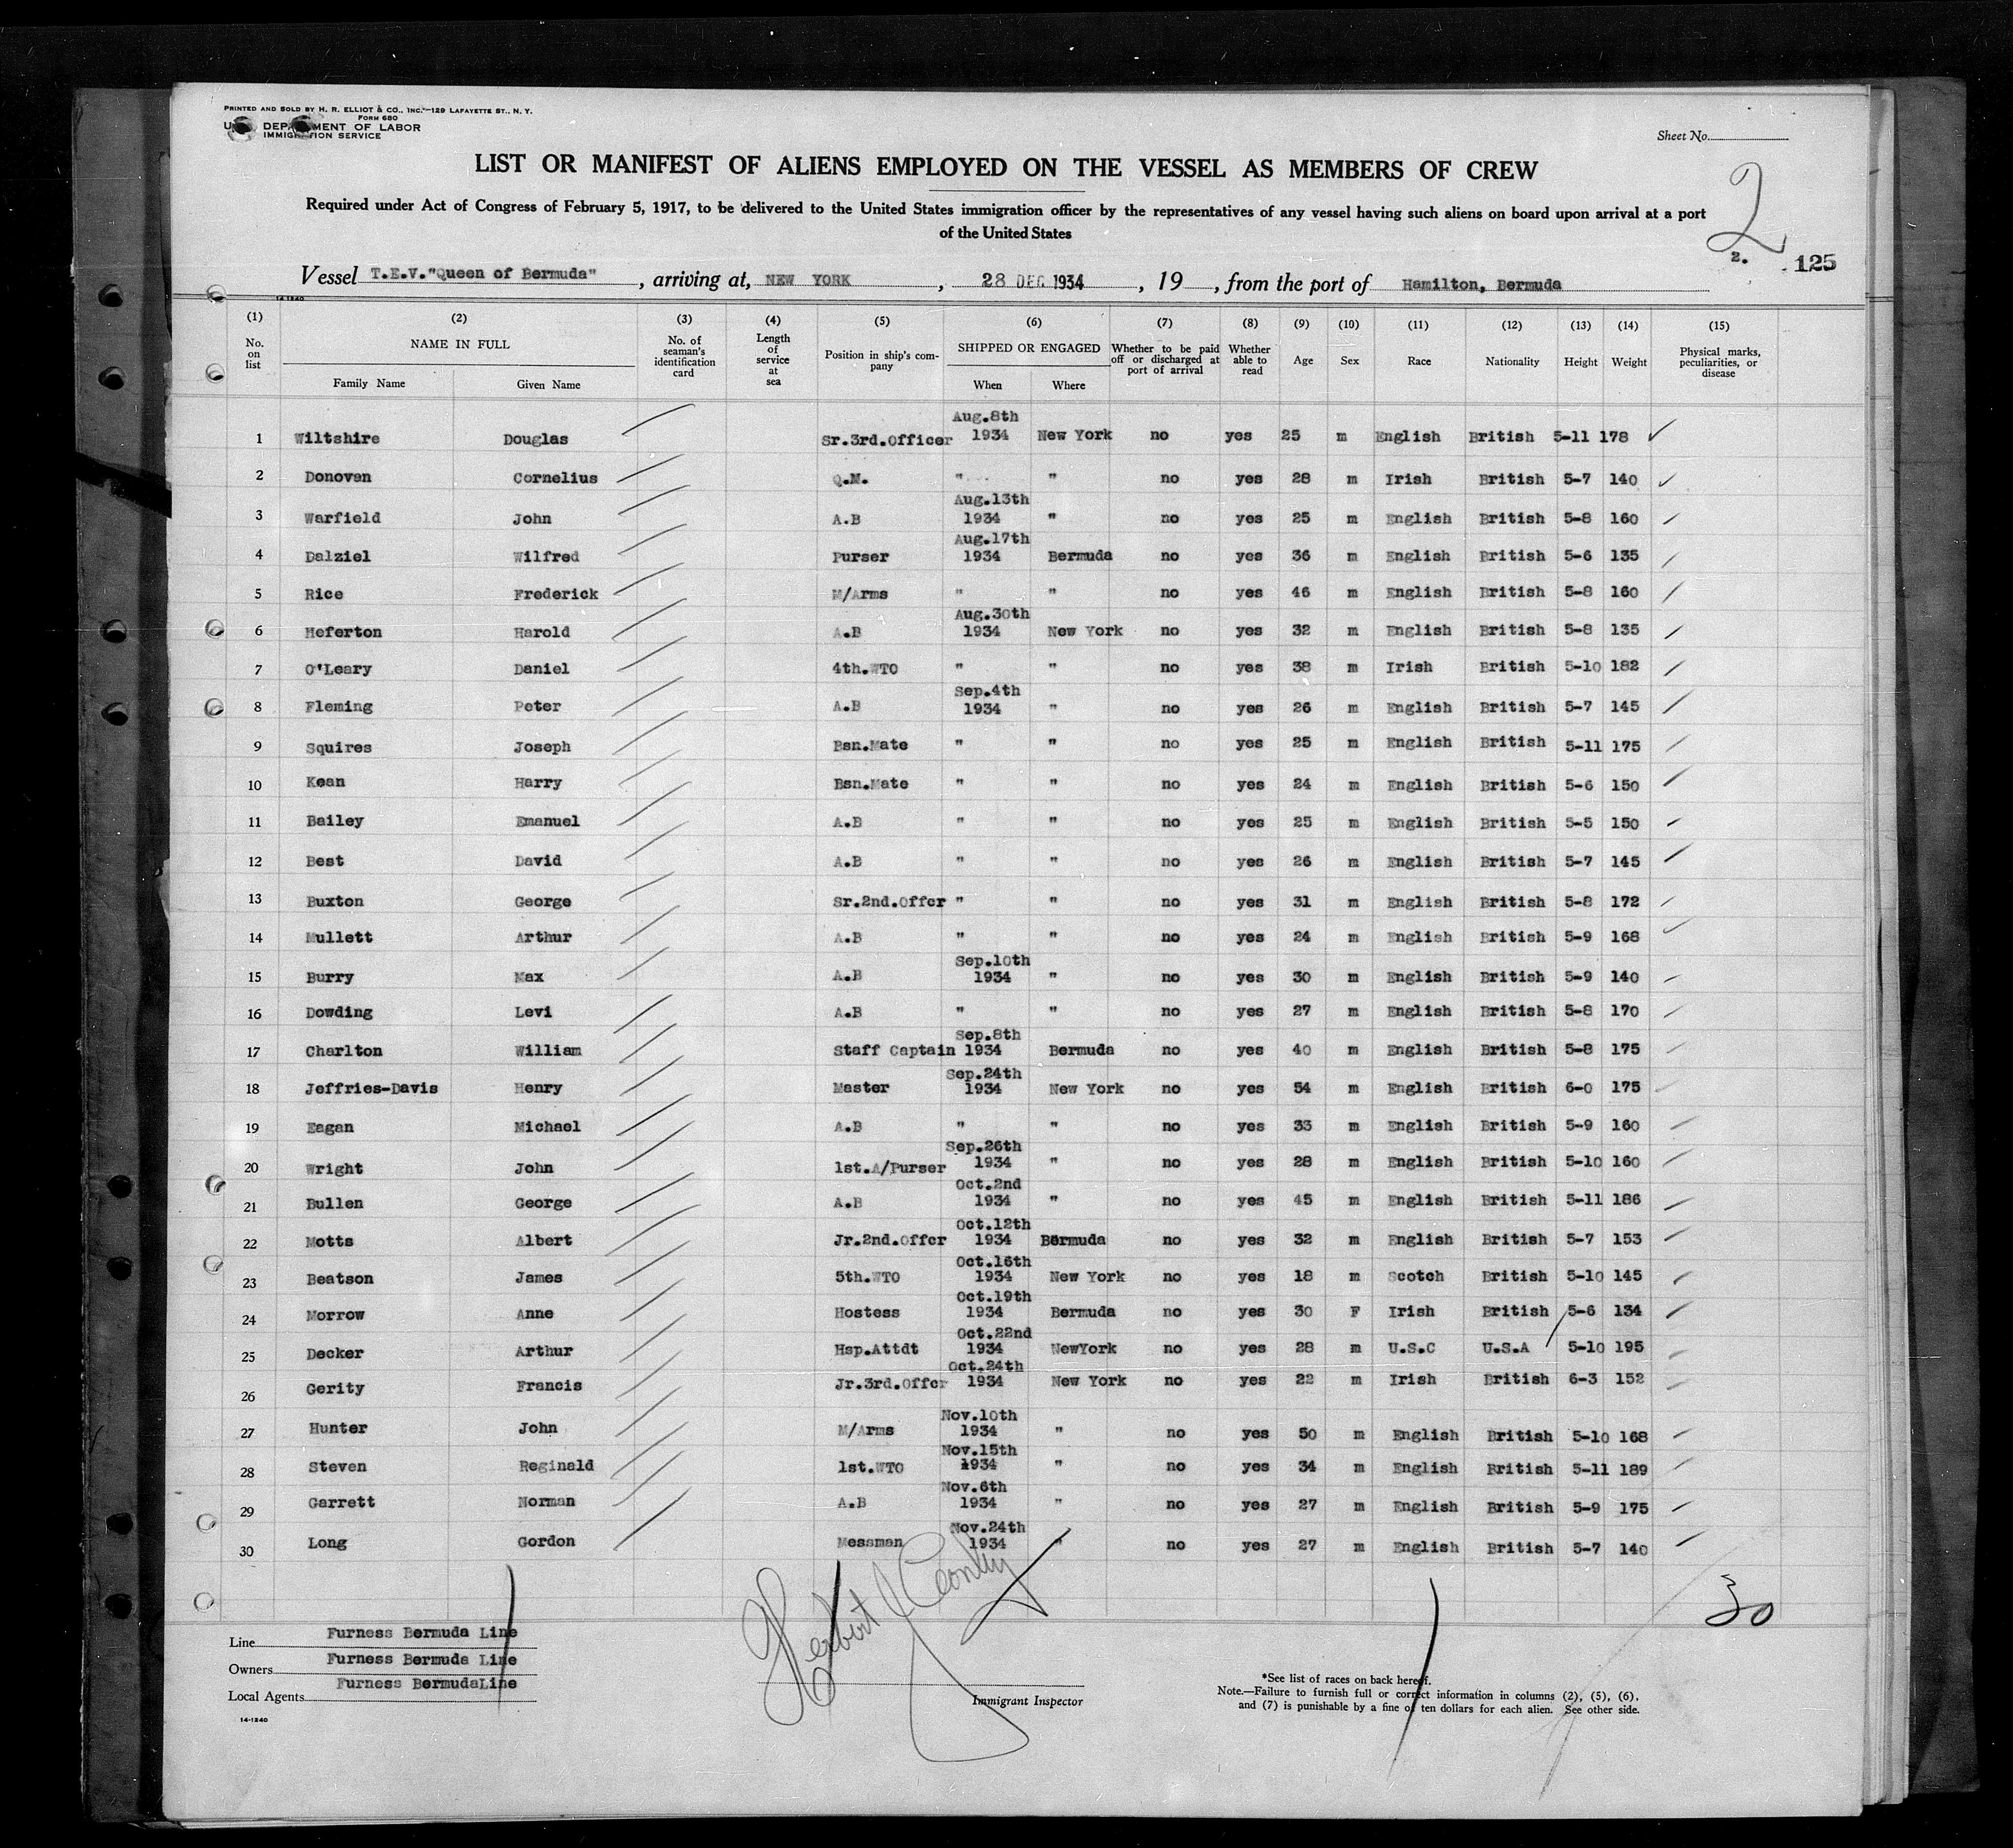 PRINTED AND SOLD BY H. R. ELLIOT & CO., INC.—129 LAFAYETTE ST., N. Y.
FORM 680
DEPARTMENT OF LABOR
IMMIGRATION SERVICE
Sheet No.
LIST OR MANIFEST OF ALIENS EMPLOYED ON THE VESSEL AS MEMBERS OF CREW
2
Required under Act of Congress of February 5, 1917, to be delivered to the United States immigration officer by the representatives of any vessel having such aliens on board upon arrival at a port
of the United States
2. 125
Vessel T.E.V."Queen of Bermuda" , arriving at, NEW YORK , 28 DEC 1934 , 19 , from the port of Hamilton, Bermuda
14-1240
(1) (2) (3) (4) (5) (6) (7) (8) (9) (10) (11) (12) (13) (14) (15)
No. on list NAME IN FULL Family Name Given Name No. of seaman's identification card Length of service at sea Position in ship's company SHIPPED OR ENGAGED When Where Whether to be paid off or discharged at port of arrival Whether able to read Age Sex Race Nationality Height Weight Physical marks, peculiarities, or disease
1 Wiltshire Douglas Sr.3rd.Officer Aug.8th 1934 New York no yes 25 m English British 5-11 178
2 Donoven Cornelius Q.M. " " no yes 28 m Irish British 5-7 140
3 Warfield John A.B Aug.13th 1934 " no yes 25 m English British 5-8 160
4 Dalziel Wilfred Purser Aug.17th 1934 Bermuda no yes 36 m English British 5-6 135
5 Rice Frederick M/Arms " " no yes 46 m English British 5-8 160
6 Heferton Harold A.B Aug.30th 1934 New York no yes 32 m English British 5-8 135
7 O'Leary Daniel 4th.WTO " " no yes 38 m Irish British 5-10 182
8 Fleming Peter A.B Sep.4th 1934 " no yes 26 m English British 5-7 145
9 Squires Joseph Bsn.Mate " " no yes 25 m English British 5-11 175
10 Kean Harry Bsn.Mate " " no yes 24 m English British 5-6 150
11 Bailey Emanuel A.B " " no yes 25 m English British 5-5 150
12 Best David A.B " " no yes 26 m English British 5-7 145
13 Buxton George Sr.2nd.Offcr " " no yes 31 m English British 5-8 172
14 Mullett Arthur A.B " " no yes 24 m English British 5-9 168
15 Burry Max A.B Sep.10th 1934 " no yes 30 m English British 5-9 140
16 Dowding Levi A.B " " no yes 27 m English British 5-8 170
17 Charlton William Staff Captain Sep.8th 1934 Bermuda no yes 40 m English British 5-8 175
18 Jeffries-Davis Henry Master Sep.24th 1934 New York no yes 54 m English British 6-0 175
19 Eagan Michael A.B " " no yes 33 m English British 5-9 160
20 Wright John 1st.A/Purser Sep.26th 1934 " no yes 28 m English British 5-10 160
21 Bullen George A.B Oct.2nd 1934 " no yes 45 m English British 5-11 186
22 Motts Albert Jr.2nd.Offcr Oct.12th 1934 Bermuda no yes 32 m English British 5-7 153
23 Beatson James 5th.WTO Oct.16th 1934 New York no yes 18 m Scotch British 5-10 145
24 Morrow Anne Hostess Oct.19th 1934 Bermuda no yes 30 F Irish British 5-6 134
25 Decker Arthur Hsp.Attdt Oct.22nd 1934 NewYork no yes 28 m U.S.C U.S.A 5-10 195
26 Gerity Francis Jr.3rd.Offcr Oct.24th 1934 New York no yes 22 m Irish British 6-3 152
27 Hunter John M/Arms Nov.10th 1934 " no yes 50 m English British 5-10 168
28 Steven Reginald 1st.WTO Nov.15th 1934 " no yes 34 m English British 5-11 189
29 Garrett Norman A.B Nov.6th 1934 " no yes 27 m English British 5-9 175
30 Long Gordon Messman Nov.24th 1934 " no yes 27 m English British 5-7 140
30
Line Furness Bermuda Line
Owners Furness Bermuda Line
Local Agents Furness BermudaLine
14-1240
Herbert J
Immigrant Inspector
*See list of races on back hereof.
Note.—Failure to furnish full or correct information in columns (2), (5), (6),
and (7) is punishable by a fine of ten dollars for each alien. See other side.